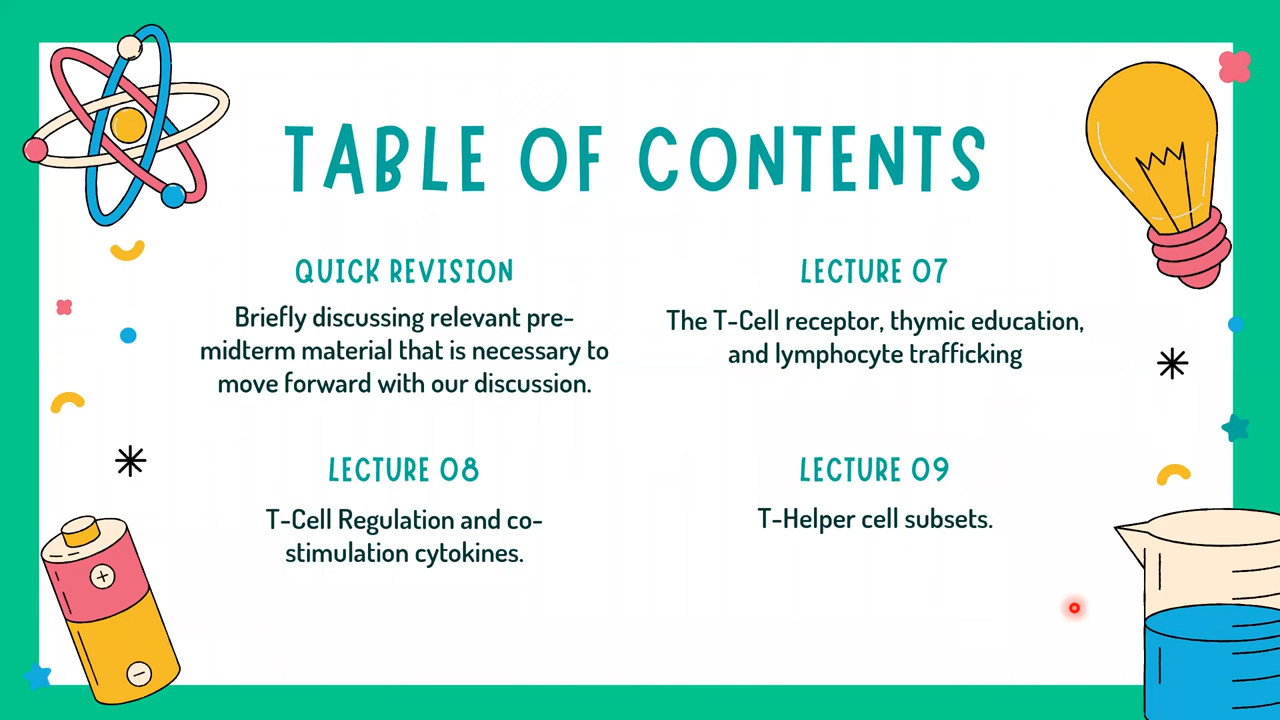 TABLE OF CONTENTS
QUICK REVISION
Briefly discussing relevant pre-
midterm material that is necessary to
move forward with our discussion.
LECTURE 07
The T-Cell receptor, thymic education,
and lymphocyte trafficking
LECTURE 08
T-Cell Regulation and co-
stimulation cytokines.
LECTURE 09
T-Helper cell subsets.